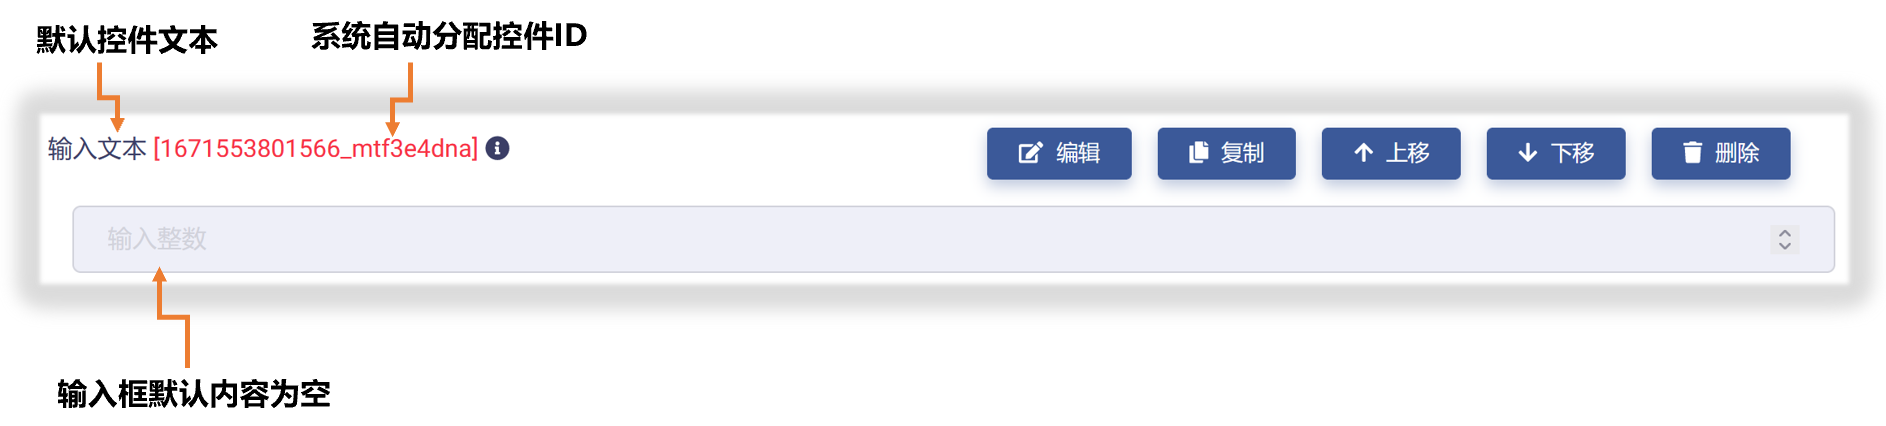 默认控件文本
系统自动分配控件ID
输入文本 [1671553801566_mtf3e4dna]
编辑
复制
上移
下移
删除
输入整数
输入框默认内容为空